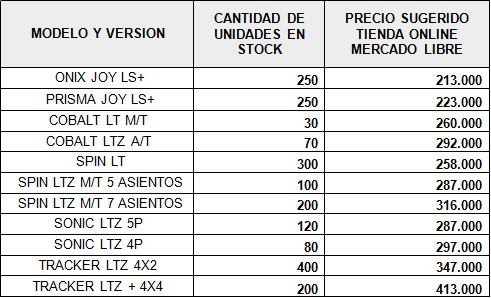 MODELO Y VERSION CANTIDAD DE UNIDADES EN STOCK PRECIO SUGERIDO TIENDA ONLINE MERCADO LIBRE
ONIX JOY LS+ 250 213.000
PRISMA JOY LS+ 250 223.000
COBALT LT M/T 30 260.000
COBALT LTZ A/T 70 292.000
SPIN LT 300 258.000
SPIN LTZ M/T 5 ASIENTOS 100 287.000
SPIN LTZ M/T 7 ASIENTOS 200 316.000
SONIC LTZ 5P 120 287.000
SONIC LTZ 4P 80 297.000
TRACKER LTZ 4X2 400 347.000
TRACKER LTZ + 4X4 200 413.000